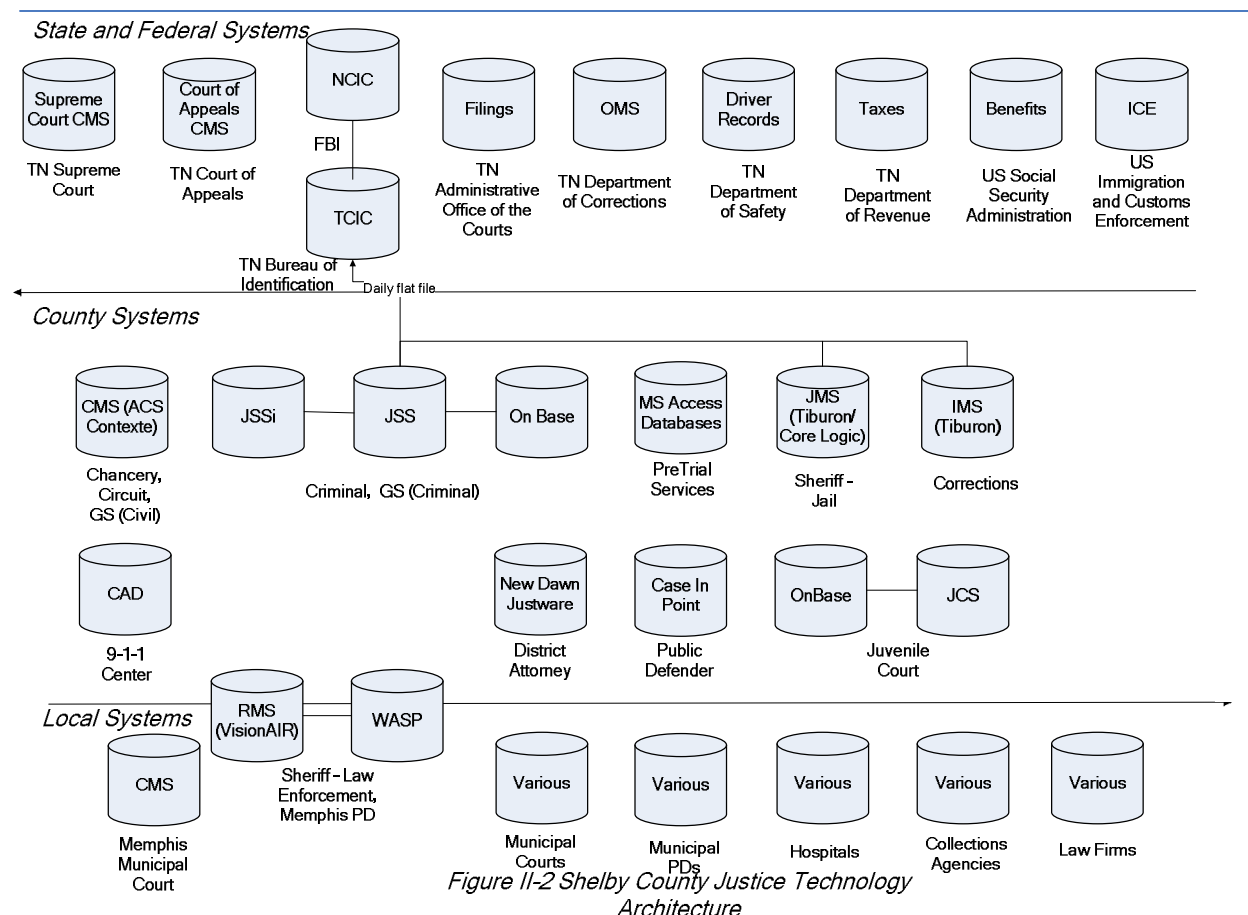 State and Federal Systems
NCIC
Supreme
Court CMS
Court of
Appeals
CMS
Filings
OMS
Driver
Records
Taxes
Benefits
ICE
FBI
TN Supreme
Court
TN Court of
Appeals
TCIC
TN
Administrative
Office of the
Courts
TN Department
of Corrections
TN
Department
of Safety
TN
Department
of Revenue
US Social
Security
Administration
US
Immigration
and Customs
Enforcement
TN Bureau of
Identification
Daily flat file
County Systems
CMS (ACS
Contexte)
JSSi
JSS
On Base
MS Access
Databases
JMS
(Tiburon/
Core Logic)
IMS
(Tiburon)
Chancery,
Circuit,
GS (Civil)
Criminal, GS (Criminal)
PreTrial
Services
Sheriff -
Jail
Corrections
CAD
New Dawn
Justware
Case In
Point
OnBase
JCS
9-1-1
Center
District
Attorney
Public
Defender
Juvenile
Court
Local Systems
RMS
(VisionAIR)
WASP
CMS
Sheriff – Law
Enforcement,
Memphis PD
Various
Various
Various
Various
Various
Memphis
Municipal
Court
Municipal
Courts
Municipal
PDs
Hospitals
Collections
Agencies
Law Firms
Figure II-2 Shelby County Justice Technology
Architecture